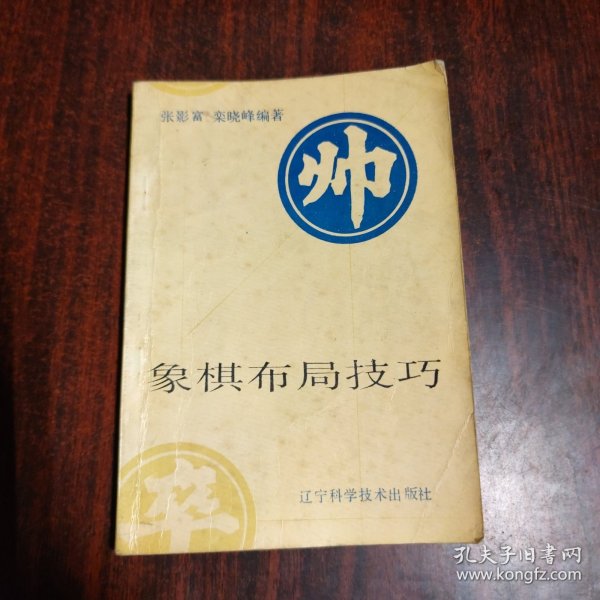 张影富 栾晓峰编著
帅
象棋布局技巧
卒
辽宁科学技术出版社
孔夫子旧书网
www.kongfz.com